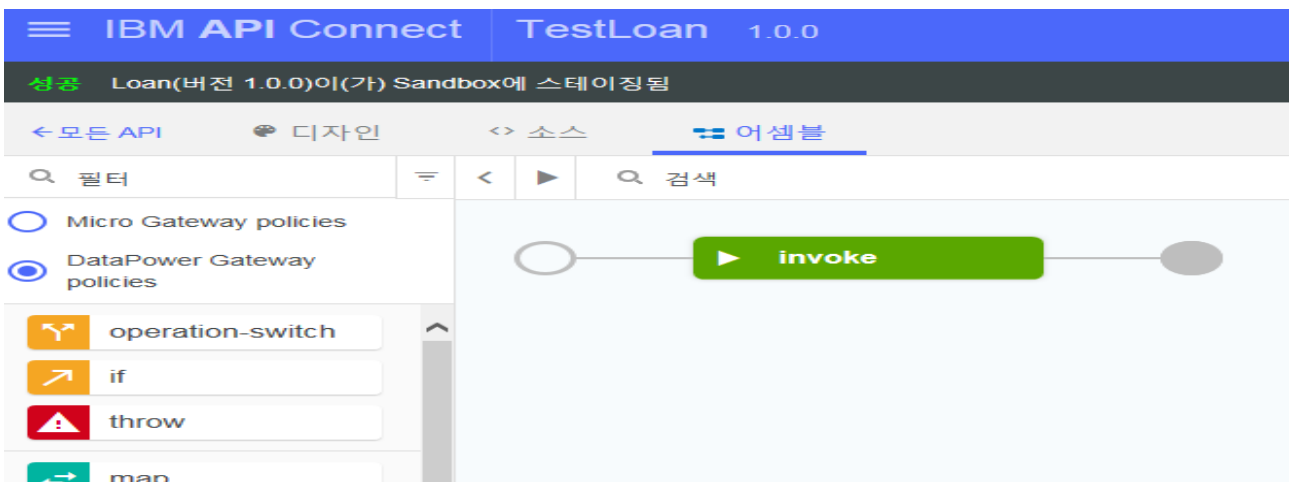 IBM API Connect TestLoan 1.0.0
성공 Loan(버전 1.0.0)이(가) Sandbox에 스테이징됨
모든 API 디자인 소스 어셈블
필터 검색
Micro Gateway policies
DataPower Gateway
policies
invoke
operation-switch
if
throw
map